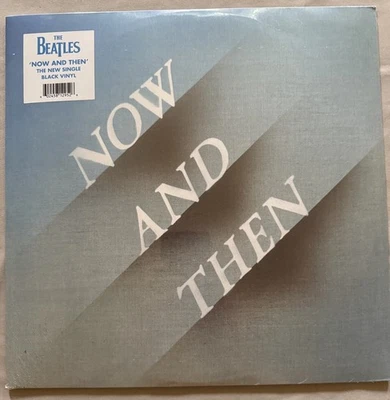 THE
BEATLES
'NOW AND THEN'
THE NEW SINGLE
BLACK VINYL
NOW
AND
THEN